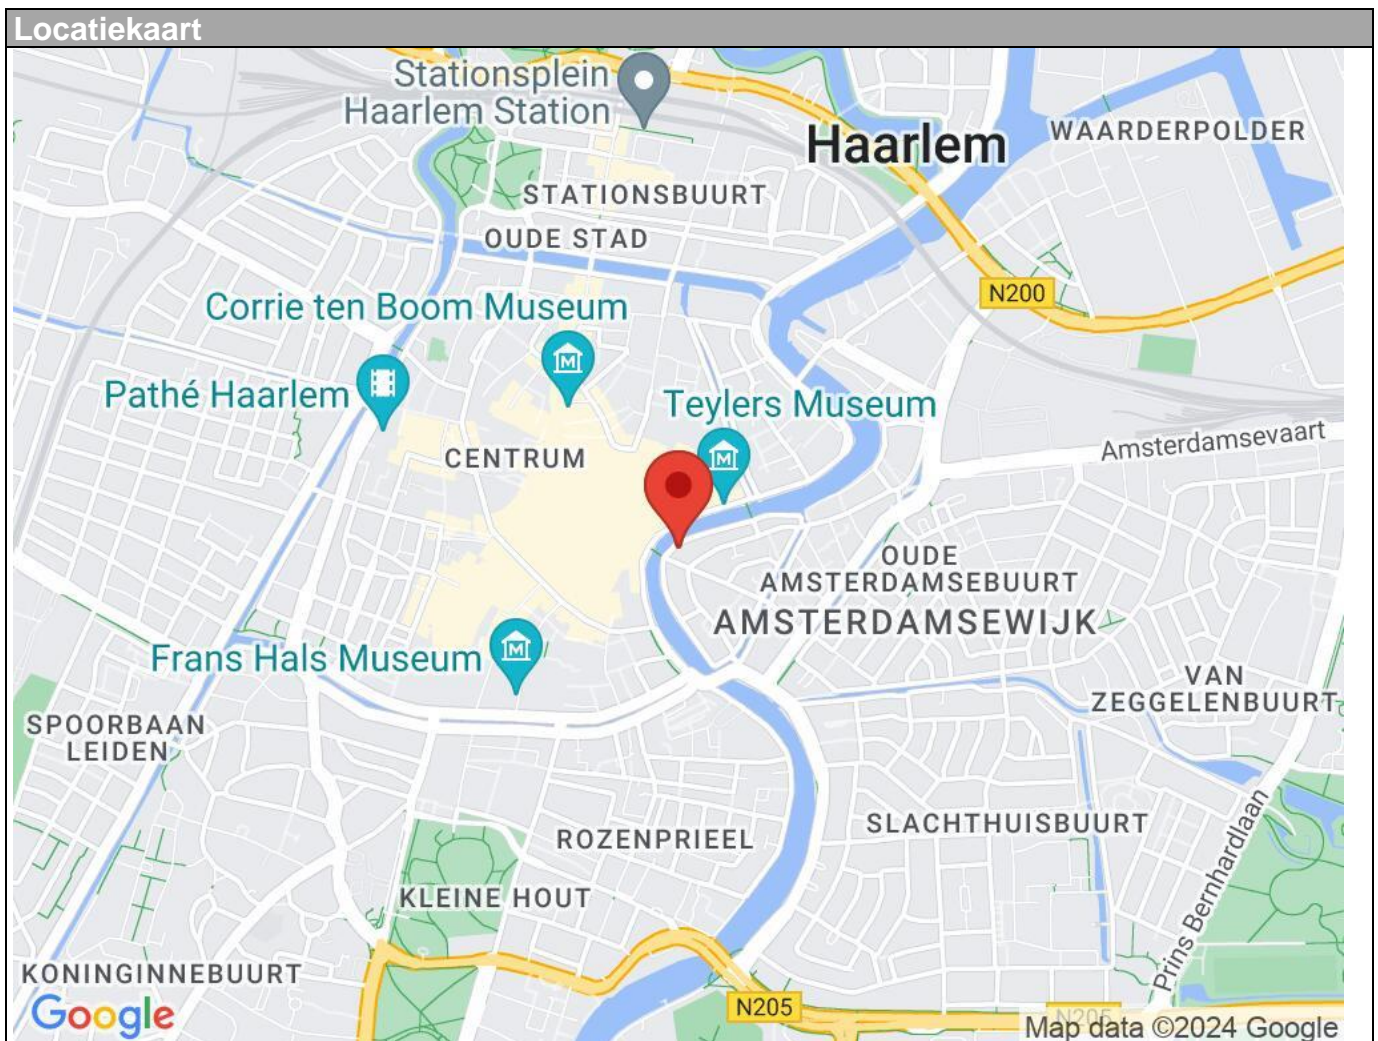 Locatiekaart
Stationsplein
Haarlem Station
Haarlem
WAARDERPOLDER
STATIONSBUURT
OUDE STAD
N200
Corrie ten Boom Museum
Pathé Haarlem
Teylers Museum
Amsterdamsevaart
CENTRUM
OUDE
AMSTERDAMSEBUURT
AMSTERDAMSEWIJK
Frans Hals Museum
VAN
ZEGGELENBUURT
SPOORBAAN
LEIDEN
SLACHTHUISBUURT
ROZENPRIEEL
Prins Bernhardlaan
KLEINE HOUT
KONINGINNEBUURT
N205
N205
Google
Map data ©2024 Google